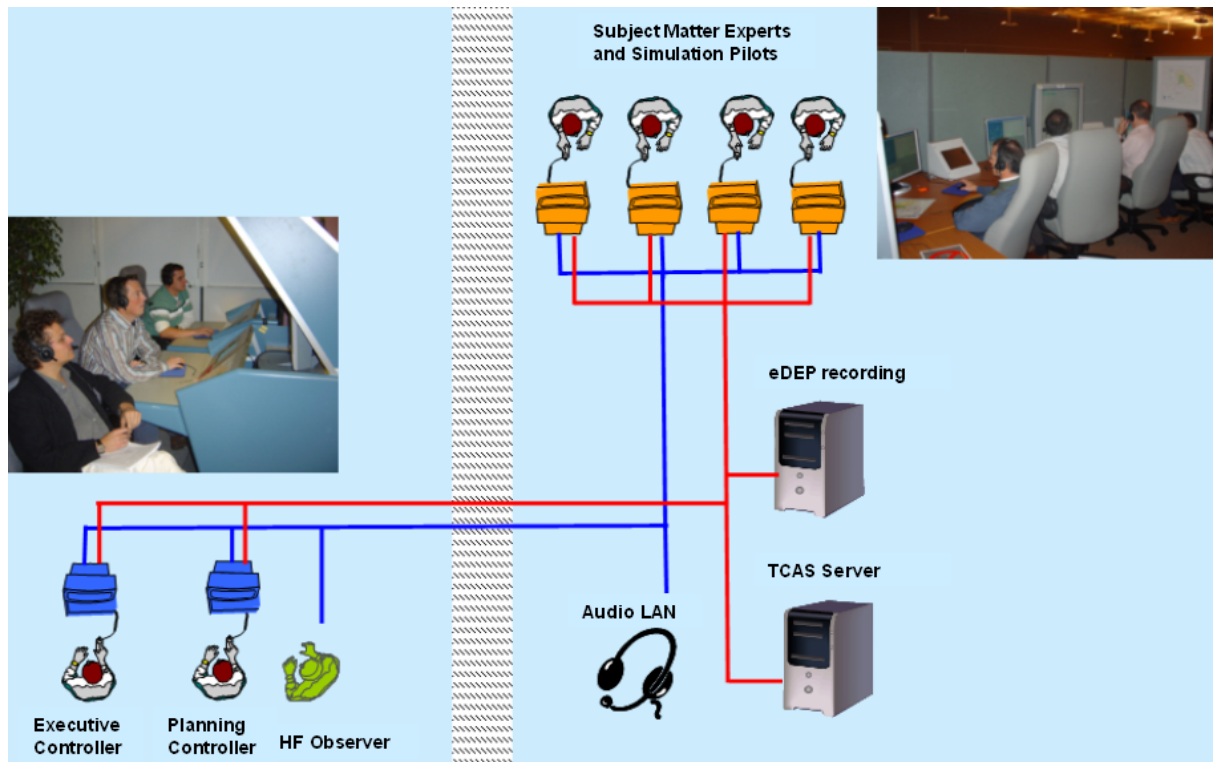 Subject Matter Experts
and Simulation Pilots
eDEP recording
TCAS Server
Audio LAN
Executive
Controller
Planning
Controller
HF Observer